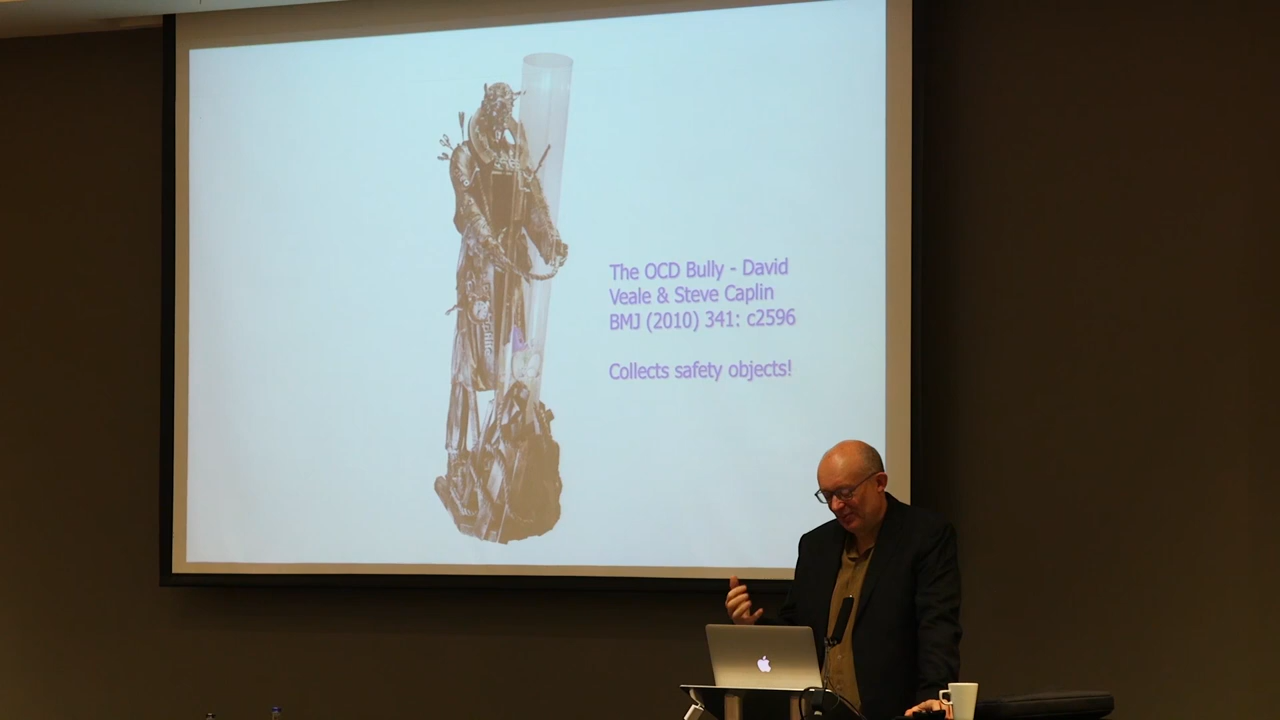 The OCD Bully - David
Veale & Steve Caplin
BMJ (2010) 341: c2596
Collects safety objects!